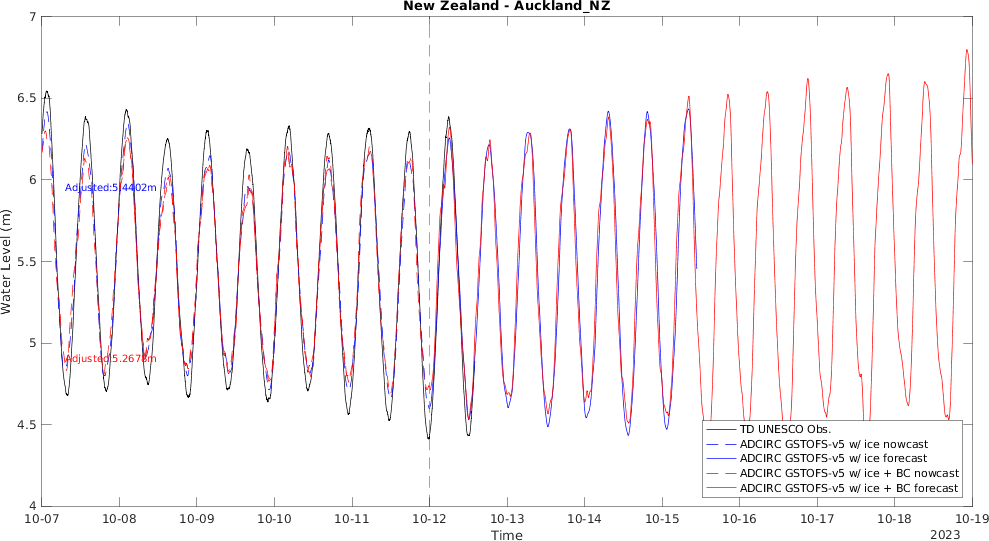 New Zealand - Auckland_NZ
7
6.5
6
5.5
5
4.5
4
Water Level (m)
Adjusted:5.4402m
Adjusted:5.2678m
TD UNESCO Obs.
ADCIRC GSTOFS-v5 w/ ice nowcast
ADCIRC GSTOFS-v5 w/ ice forecast
ADCIRC GSTOFS-v5 w/ ice + BC nowcast
ADCIRC GSTOFS-v5 w/ ice + BC forecast
10-07 10-08 10-09 10-10 10-11 10-12 10-13 10-14 10-15 10-16 10-17 10-18 10-19
Time
2023